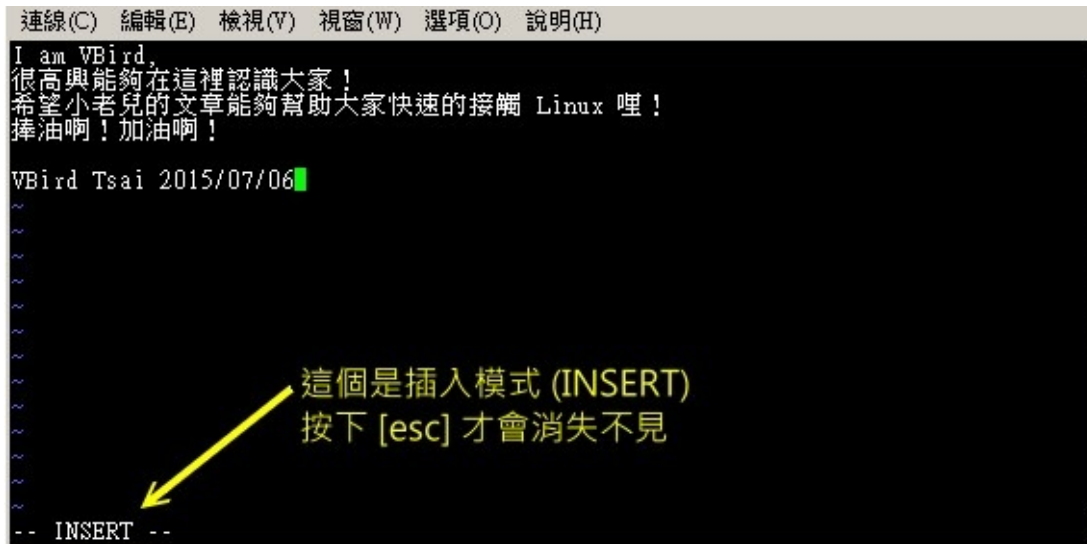 連線(C) 編輯(E) 檢視(V) 視窗(W) 選項(O) 說明(H)
I am VBird,
很高興能夠在這裡認識大家！
希望小老兒的文章能夠幫助大家快速的接觸 Linux 哩！
捧油啊！加油啊！
VBird Tsai 2015/07/06
~
~
~
~
~
~
~
~
~
~
~
~
~
這個是插入模式 (INSERT)
按下 [esc] 才會消失不見
-- INSERT --